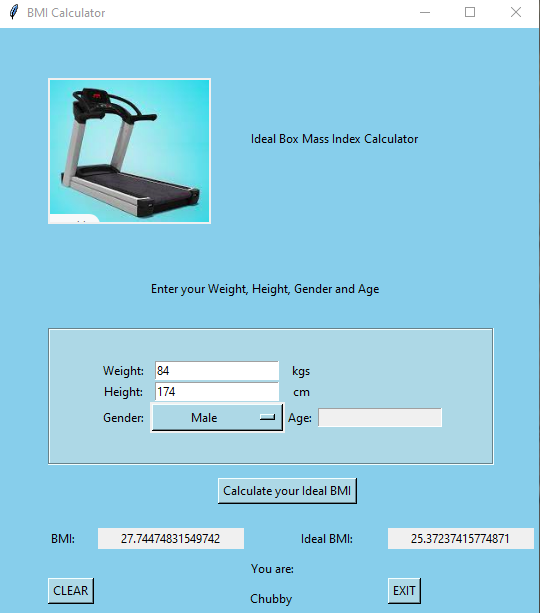 BMI Calculator
Ideal Box Mass Index Calculator
Enter your Weight, Height, Gender and Age
Weight: 84 kgs
Height: 174 cm
Gender: Male Age:
Calculate your Ideal BMI
BMI: 27.74474831549742 Ideal BMI: 25.37237415774871
You are:
CLEAR EXIT
Chubby